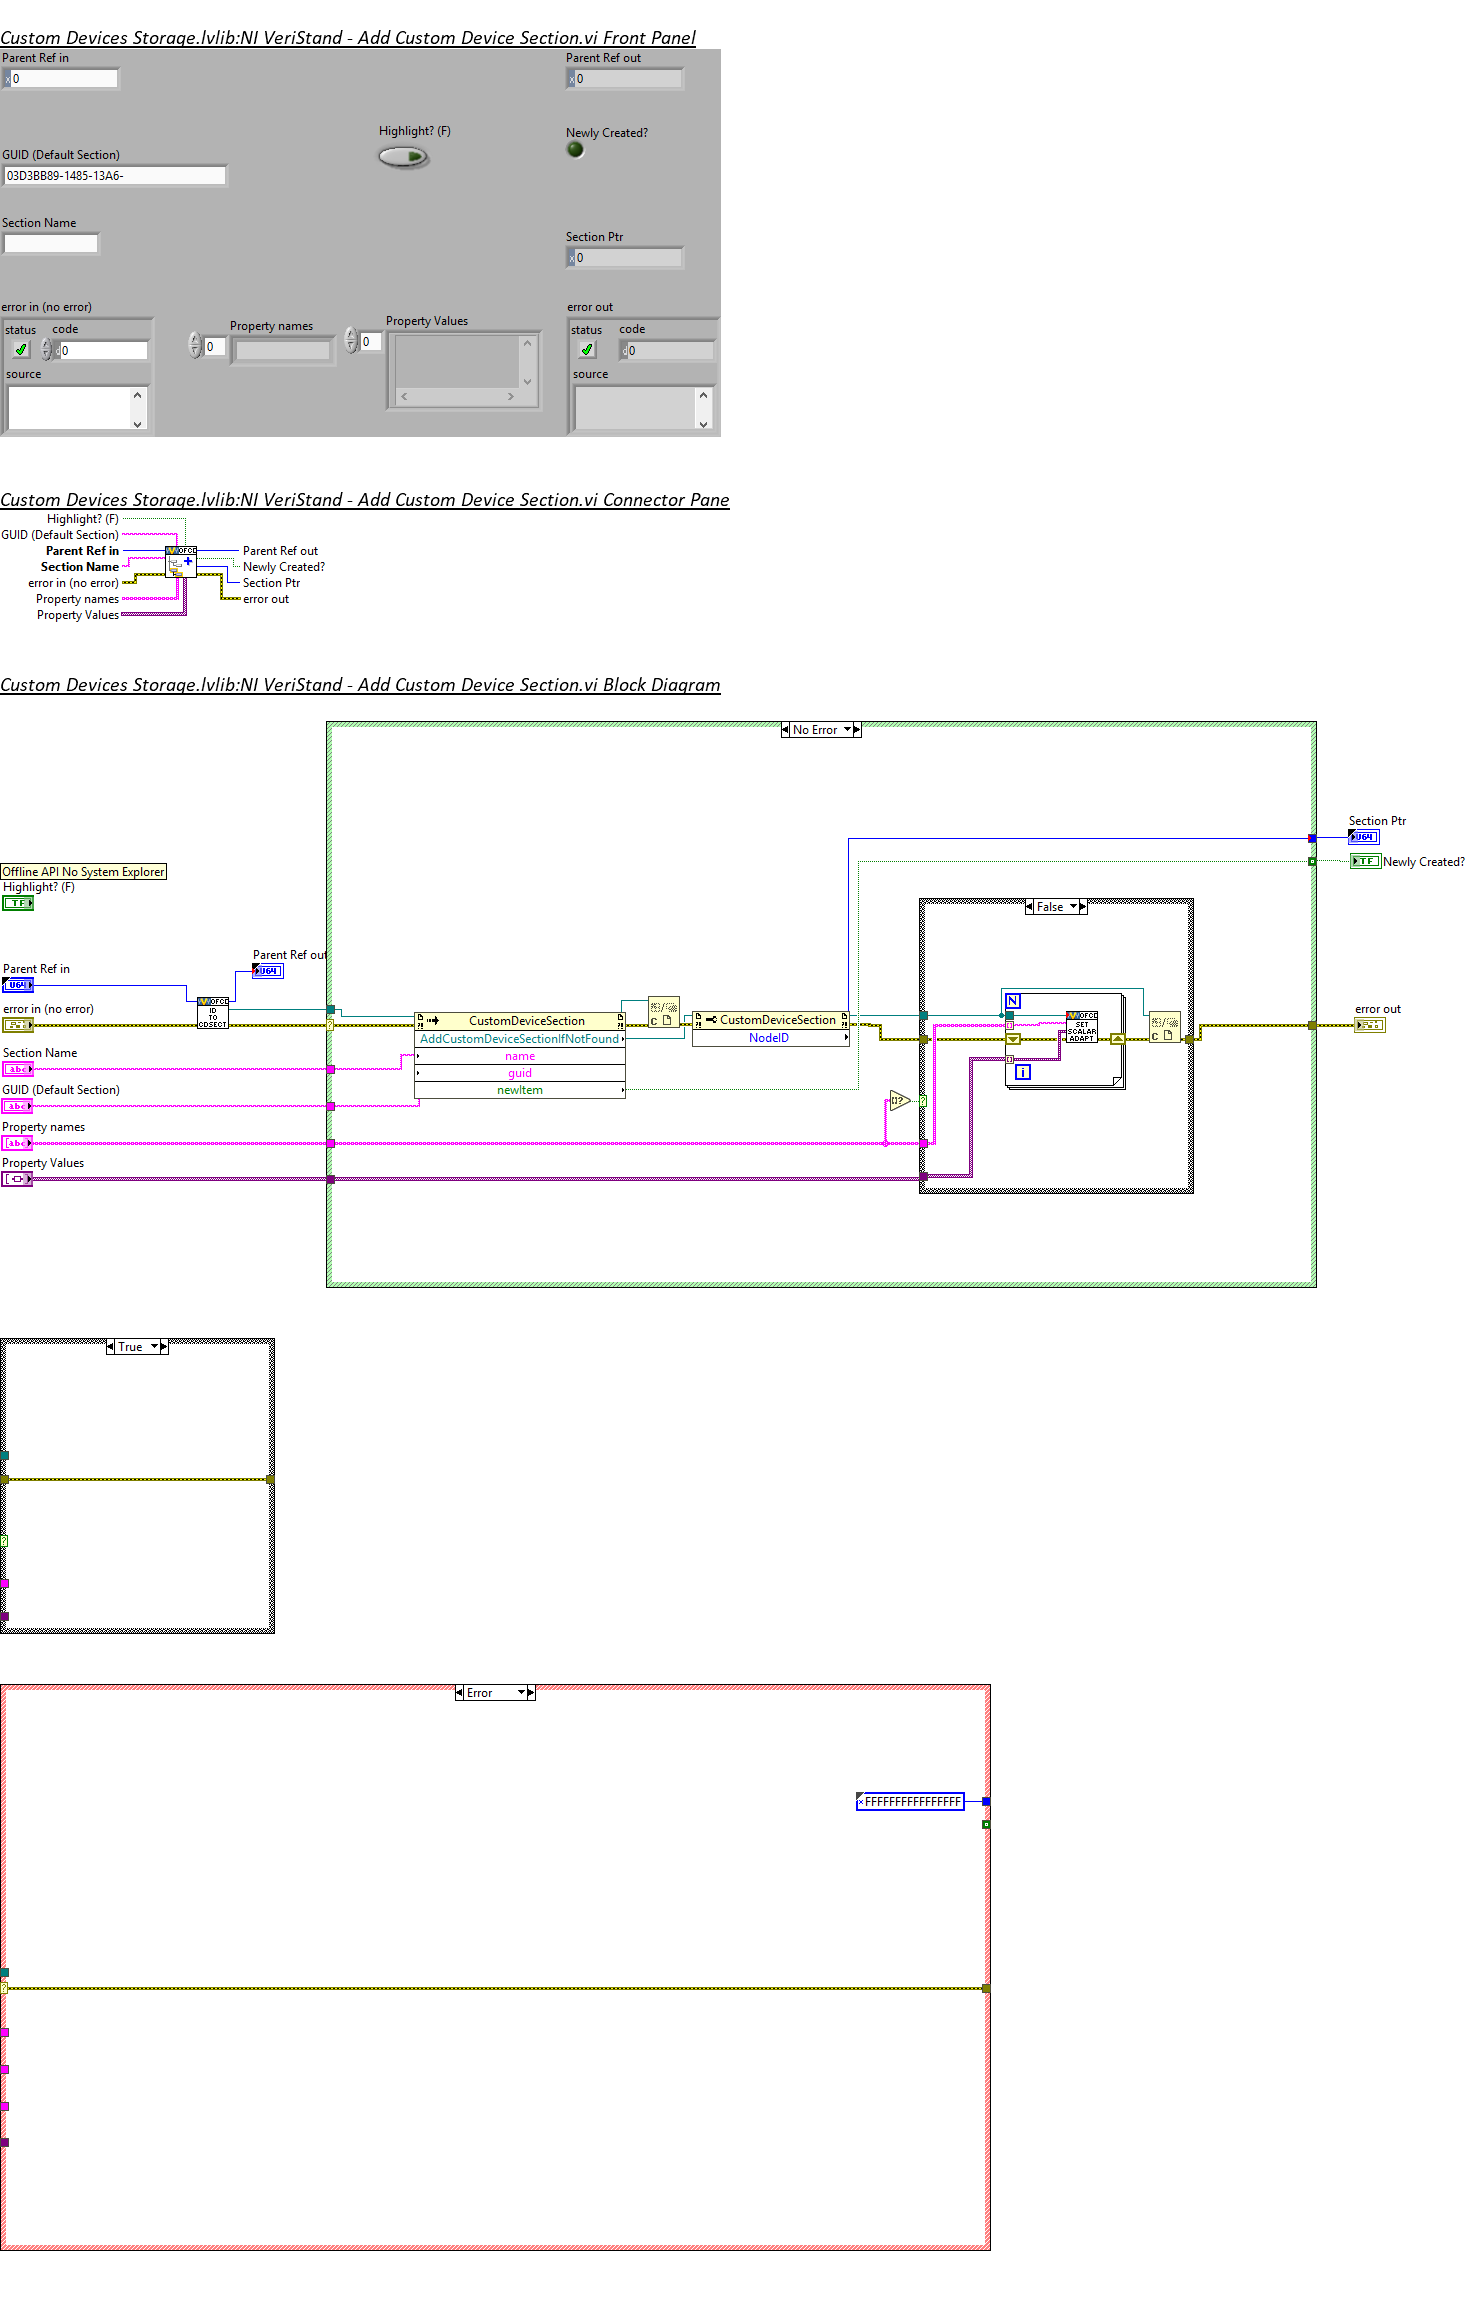 Custom Devices Storage.lvlib:NI VeriStand - Add Custom Device Section.vi Front Panel
Parent Ref in
Parent Ref out
x 0
x 0
Highlight? (F)
Newly Created?
GUID (Default Section)
03D3BB89-1485-13A6-
Section Name
Section Ptr
x 0
error in (no error)
error out
Property names
Property Values
status code
status code
0
0
d 0
d 0
source
source
Custom Devices Storage.lvlib:NI VeriStand - Add Custom Device Section.vi Connector Pane
Highlight? (F)
GUID (Default Section)
Parent Ref in
OFCD
Parent Ref out
Section Name
Newly Created?
error in (no error)
Section Ptr
Property names
error out
Property Values
Custom Devices Storage.lvlib:NI VeriStand - Add Custom Device Section.vi Block Diagram
No Error
Section Ptr
U64
TF Newly Created?
Offline API No System Explorer
Highlight? (F)
TF
False
Parent Ref out
U64
Parent Ref in
U64
OFCD
ID
TO
CDSECT
error in (no error)
CustomDeviceSection
AddCustomDeviceSectionIfNotFound
name
guid
newItem
C
CustomDeviceSection
NodeID
N
OFCD
SET
SCALAR
ADAPT
i
C
error out
Section Name
abc
GUID (Default Section)
abc
Property names
[abc]
Property Values
True
Error
x FFFFFFFFFFFFFFFF